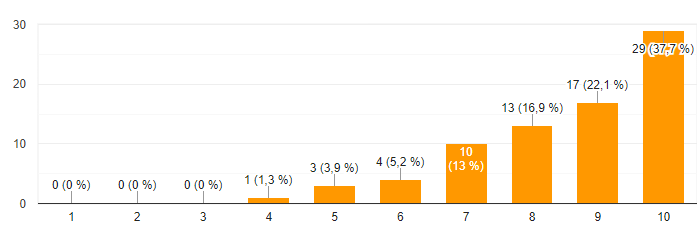 30
29 (37,7 %)
20
17 (22,1 %)
13 (16,9 %)
10
10
(13 %)
4 (5,2 %)
3 (3,9 %)
1 (1,3 %)
0 (0 %) 0 (0 %) 0 (0 %)
0
1 2 3 4 5 6 7 8 9 10